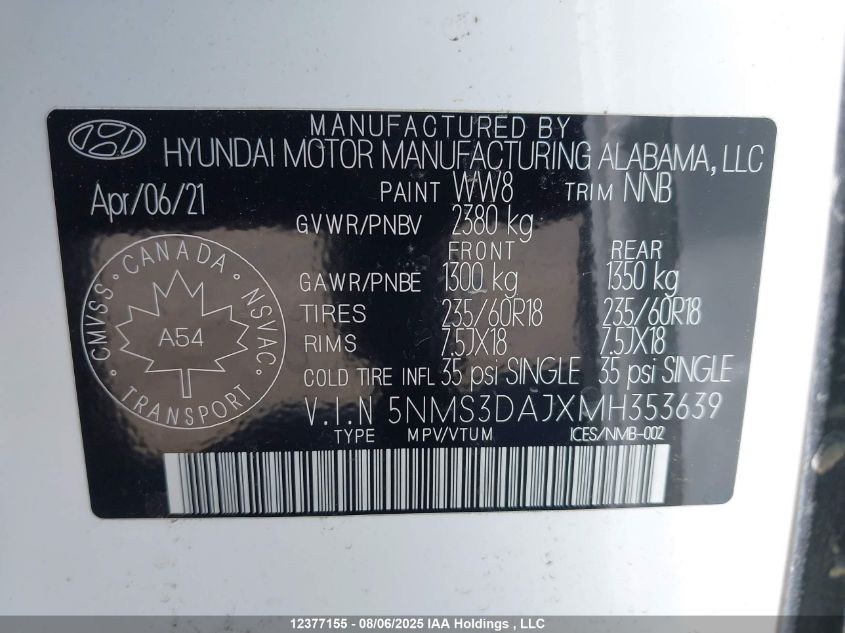 MANUFACTURED BY
HYUNDAI MOTOR MANUFACTURING ALABAMA, LLC
Apr/06/21
PAINT WW8 TRIM NNB
GVWR/PNBV 2380 kg
FRONT REAR
GAWR/PNBE 1300 kg 1350 kg
TIRES 235/60R18 235/60R18
RIMS 7.5JX18 7.5JX18
COLD TIRE INFL 35 psi SINGLE 35 psi SINGLE
V.I.N 5NMS3DAJXMH353639
TYPE MPV/VTUM ICES/NMB-002
CANADA
CMVSS · NSVAC
A54
TRANSPORT
12377155 - 08/06/2025 IAA Holdings , LLC